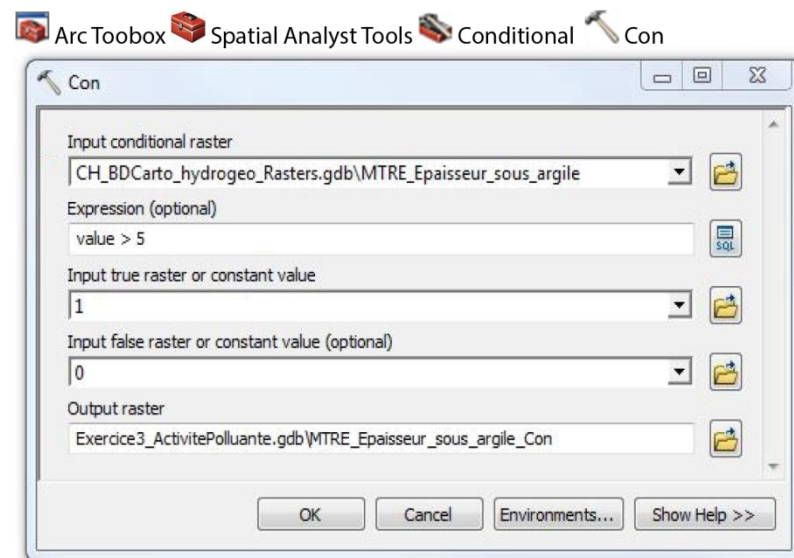 Arc Toobox Spatial Analyst Tools Conditional Con
Con
Input conditional raster
CH_BDCarto_hydrogeo_Rasters.gdb\MTRE_Epaisseur_sous_argile
Expression (optional)
value > 5
SQL
Input true raster or constant value
1
Input false raster or constant value (optional)
0
Output raster
Exercice3_ActivitePolluante.gdb\MTRE_Epaisseur_sous_argile_Con
OK Cancel Environments... Show Help >>